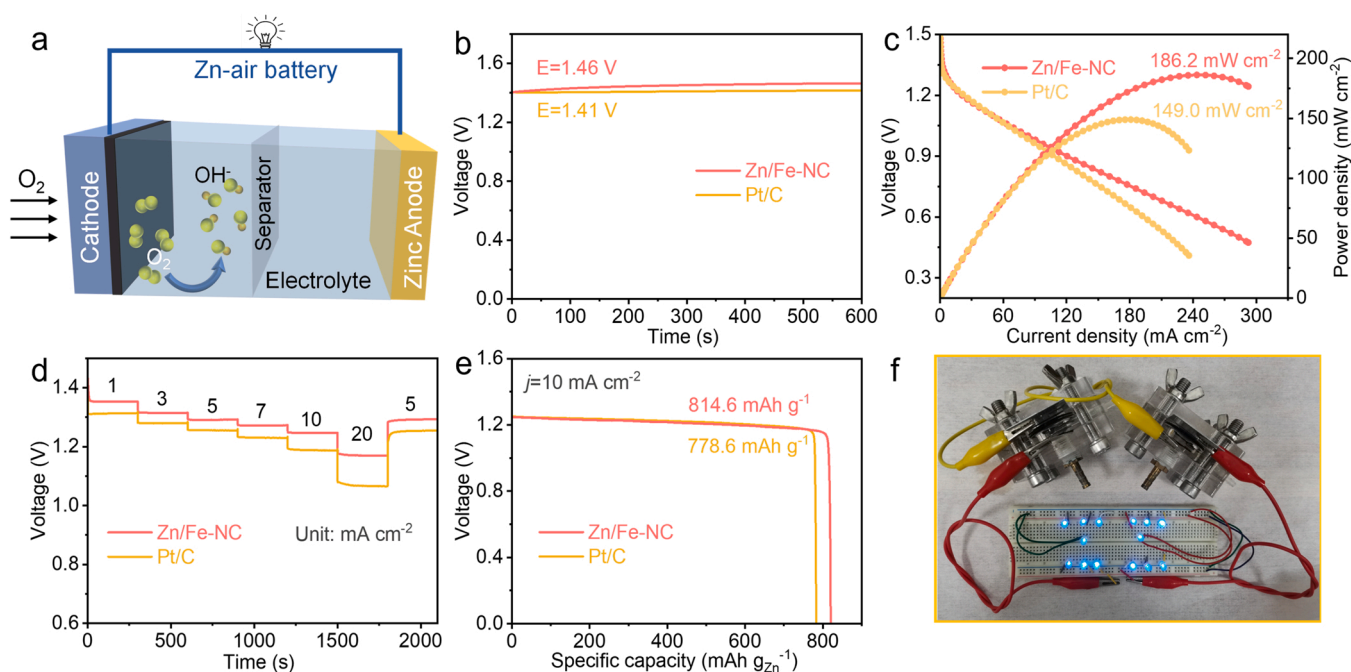 a
Zn-air battery
O₂
Cathode
O₂
OH⁻
Separator
Electrolyte
Zinc Anode
b
Voltage (V)
1.6
1.2
0.8
0.4
0.0
E=1.46 V
E=1.41 V
Zn/Fe-NC
Pt/C
0 100 200 300 400 500 600
Time (s)
c
Voltage (V)
1.5
1.2
0.9
0.6
0.3
Zn/Fe-NC
Pt/C
186.2 mW cm⁻²
149.0 mW cm⁻²
200
150
100
50
0
Power density (mW cm⁻²)
0 60 120 180 240 300
Current density (mA cm⁻²)
d
Voltage (V)
1.4
1.2
1.0
0.8
0.6
1 3 5 7 10 20 5
Zn/Fe-NC
Pt/C
Unit: mA cm⁻²
0 500 1000 1500 2000
Time (s)
e
Voltage (V)
1.6
1.2
0.8
0.4
0.0
j=10 mA cm⁻²
814.6 mAh g⁻¹
778.6 mAh g⁻¹
Zn/Fe-NC
Pt/C
0 200 400 600 800
Specific capacity (mAh g_Zn⁻¹)
f